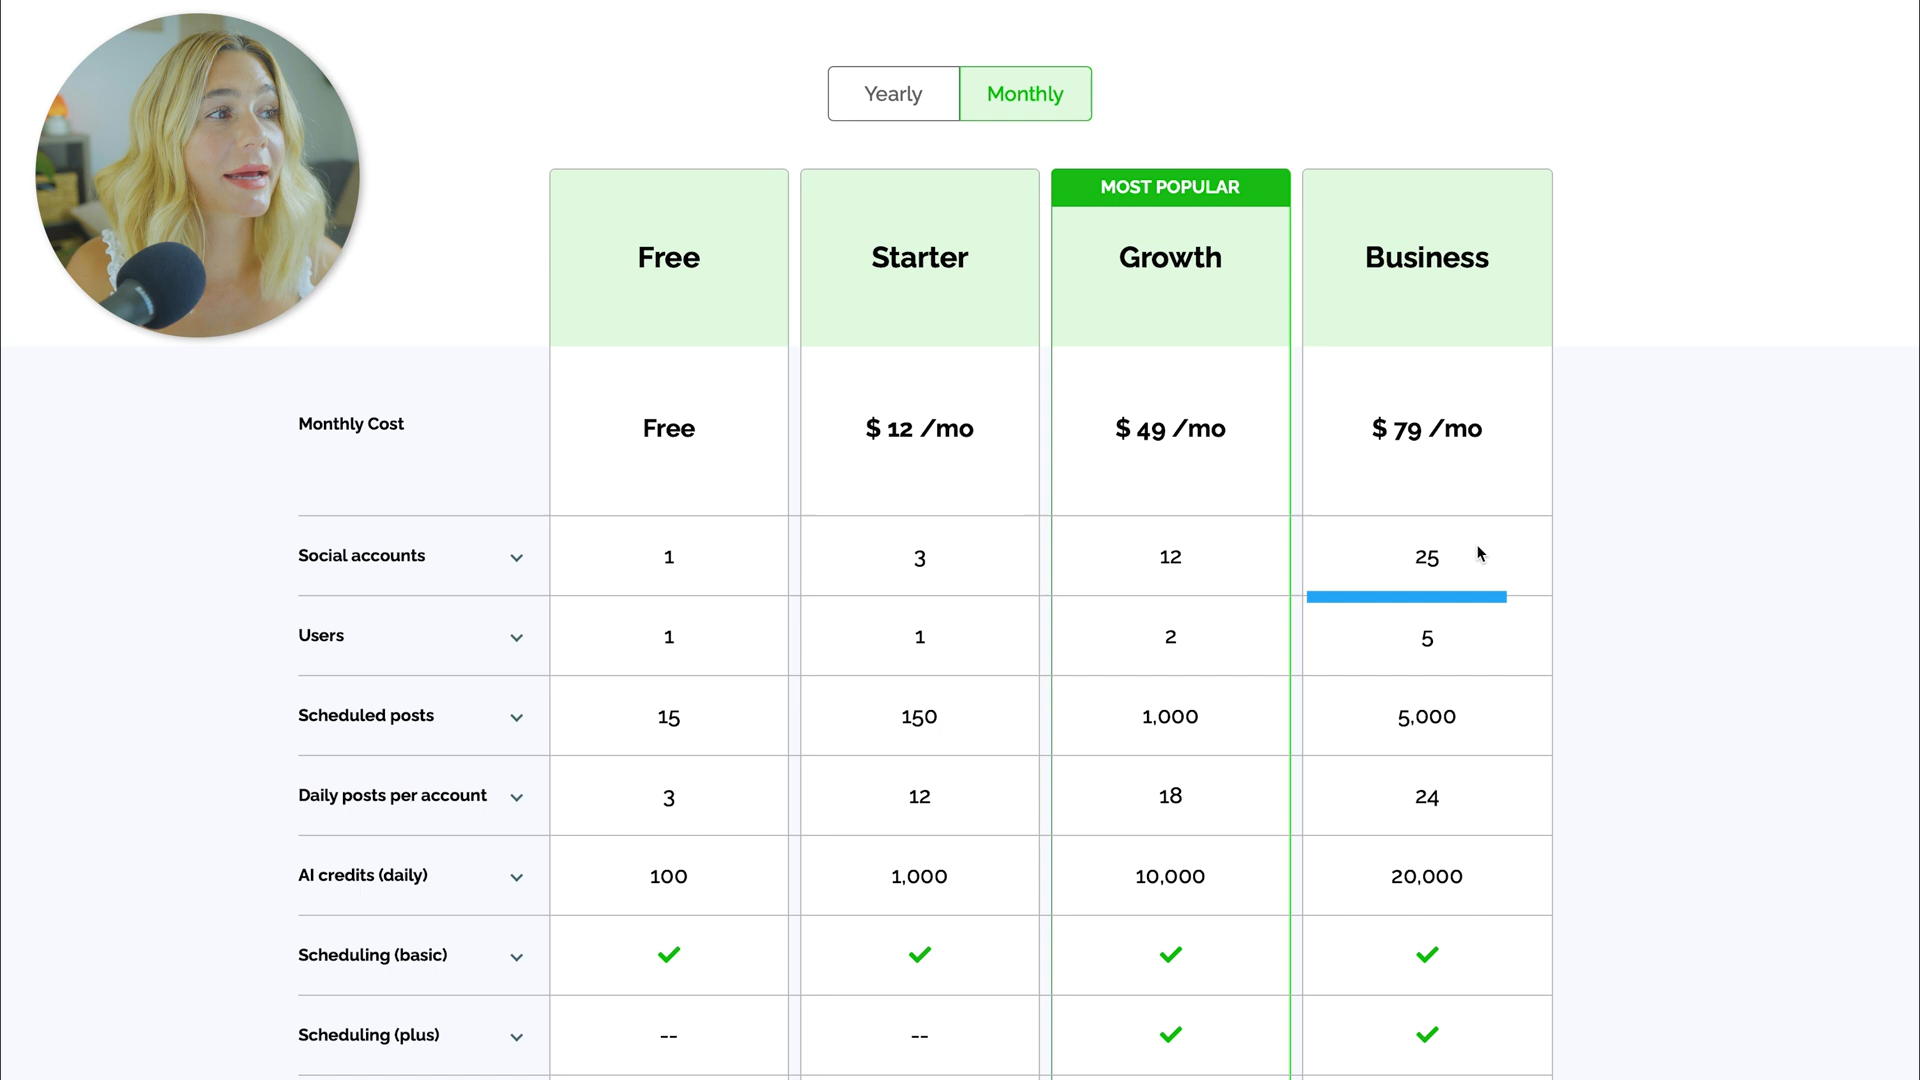 Yearly Monthly
MOST POPULAR
Free Starter Growth Business
Monthly Cost Free $ 12 /mo $ 49 /mo $ 79 /mo
Social accounts 1 3 12 25
Users 1 1 2 5
Scheduled posts 15 150 1,000 5,000
Daily posts per account 3 12 18 24
AI credits (daily) 100 1,000 10,000 20,000
Scheduling (basic)
Scheduling (plus) -- --